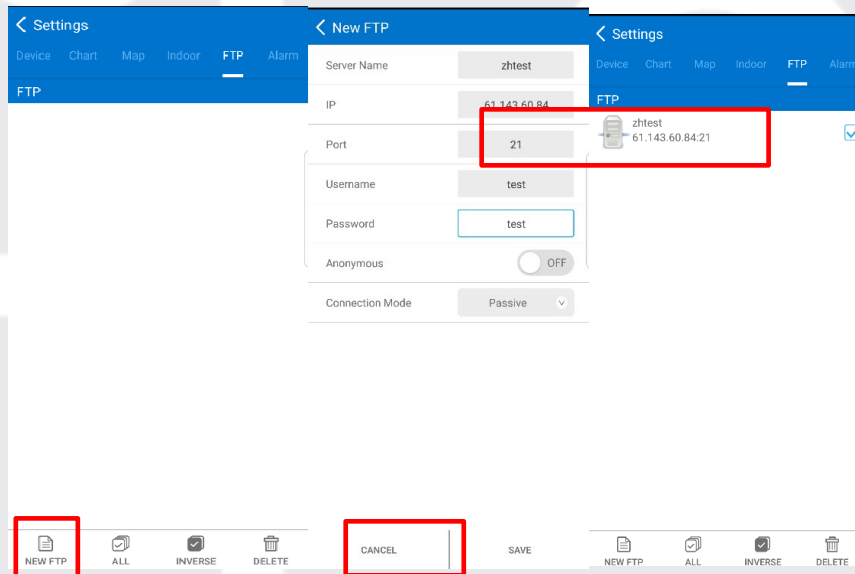 Settings
Device Chart Map Indoor FTP Alarm
FTP
NEW FTP ALL INVERSE DELETE
New FTP
Server Name zhtest
IP 61.143.60.84
Port 21
Username test
Password test
Anonymous OFF
Connection Mode Passive
CANCEL SAVE
Settings
Device Chart Map Indoor FTP Alarm
FTP
zhtest
61.143.60.84:21
NEW FTP ALL INVERSE DELETE